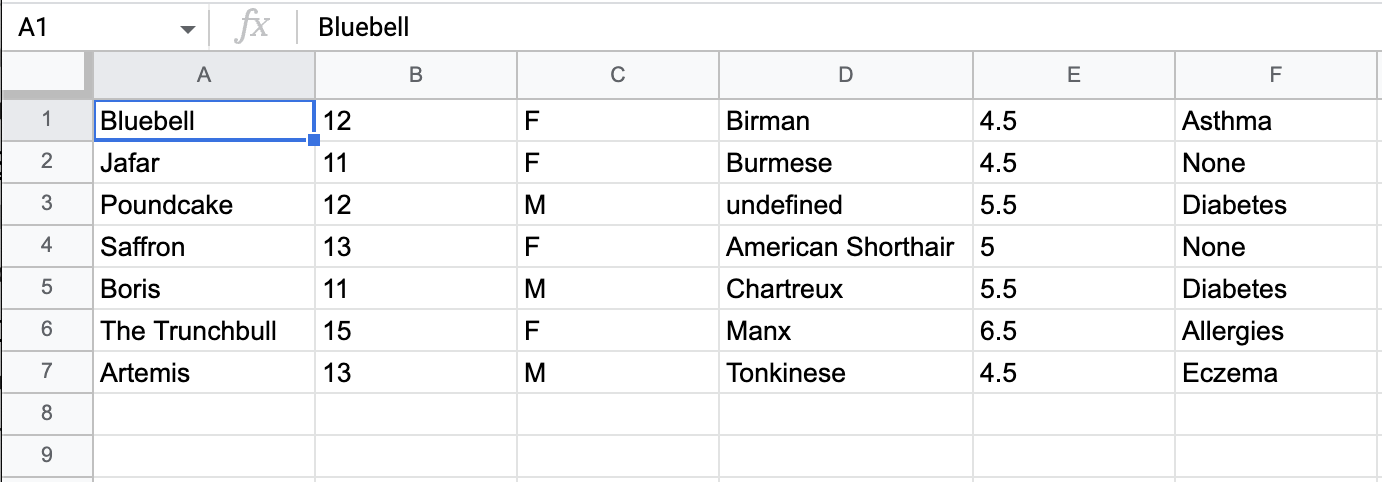 A1 fx Bluebell
A B C D E F
1 Bluebell 12 F Birman 4.5 Asthma
2 Jafar 11 F Burmese 4.5 None
3 Poundcake 12 M undefined 5.5 Diabetes
4 Saffron 13 F American Shorthair 5 None
5 Boris 11 M Chartreux 5.5 Diabetes
6 The Trunchbull 15 F Manx 6.5 Allergies
7 Artemis 13 M Tonkinese 4.5 Eczema
8
9